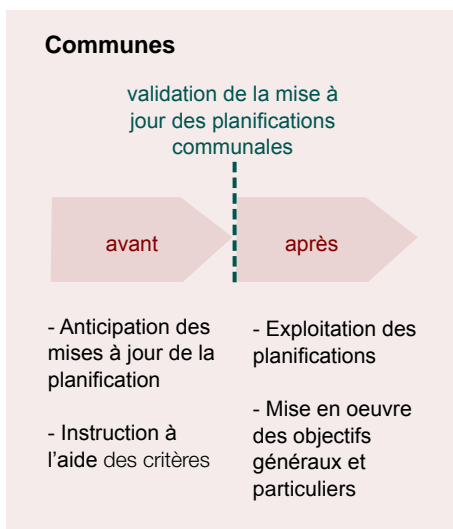 Communes
validation de la mise à
jour des planifications
communales
avant
après
- Anticipation des
mises à jour de la
planification
- Instruction à
l'aide des critères
- Exploitation des
planifications
- Mise en oeuvre
des objectifs
généraux et
particuliers